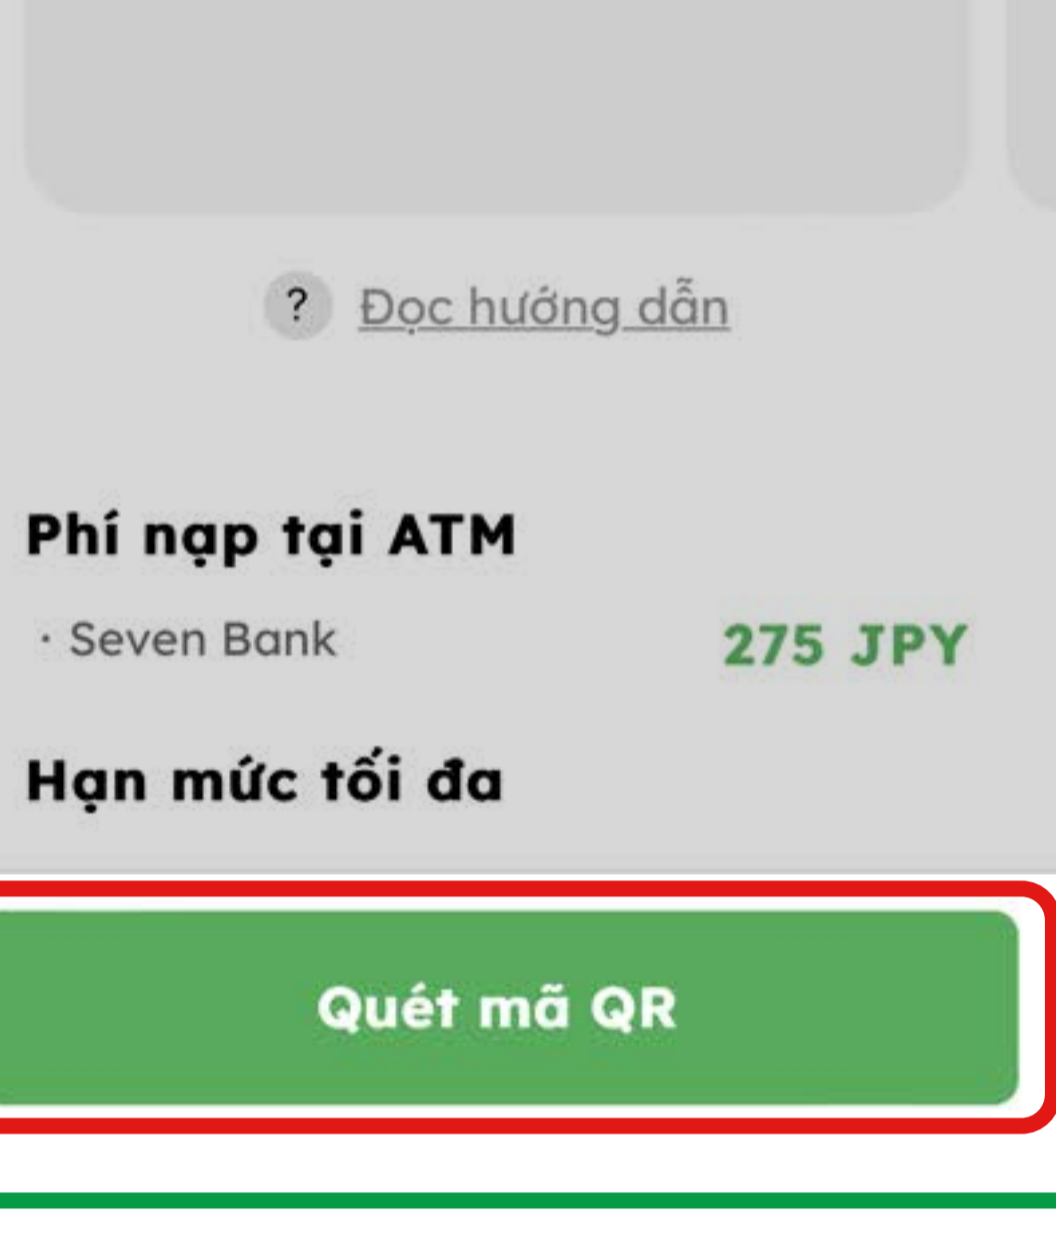 ? Đọc hướng dẫn
Phí nạp tại ATM
· Seven Bank 275 JPY
Hạn mức tối đa
Quét mã QR